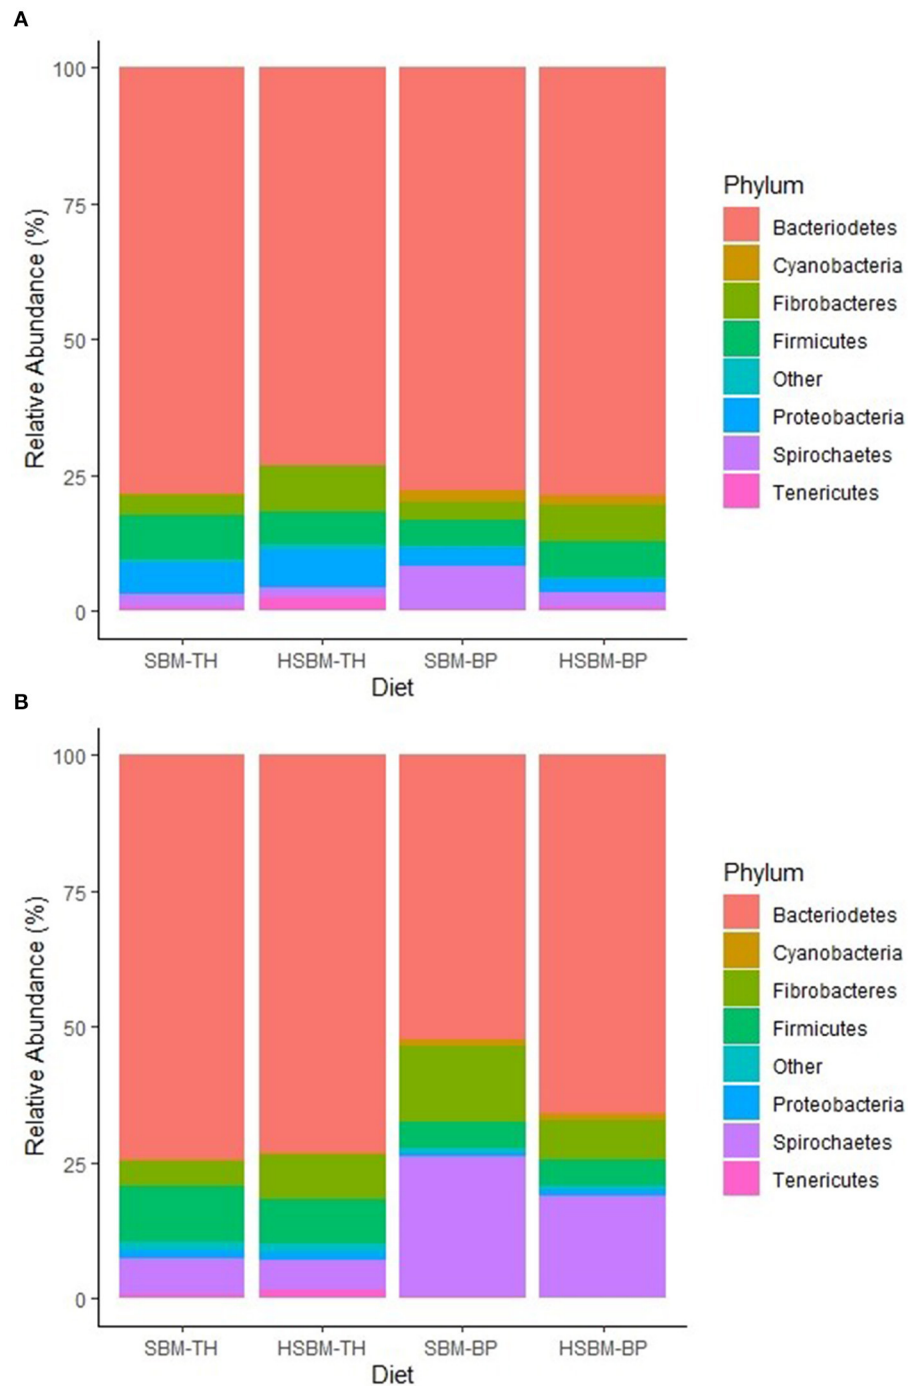 A
100
75
50
25
0
Relative Abundance (%)
SBM-TH HSBM-TH SBM-BP HSBM-BP
Diet
Phylum
Bacteriodetes
Cyanobacteria
Fibrobacteres
Firmicutes
Other
Proteobacteria
Spirochaetes
Tenericutes
B
100
75
50
25
0
Relative Abundance (%)
SBM-TH HSBM-TH SBM-BP HSBM-BP
Diet
Phylum
Bacteriodetes
Cyanobacteria
Fibrobacteres
Firmicutes
Other
Proteobacteria
Spirochaetes
Tenericutes